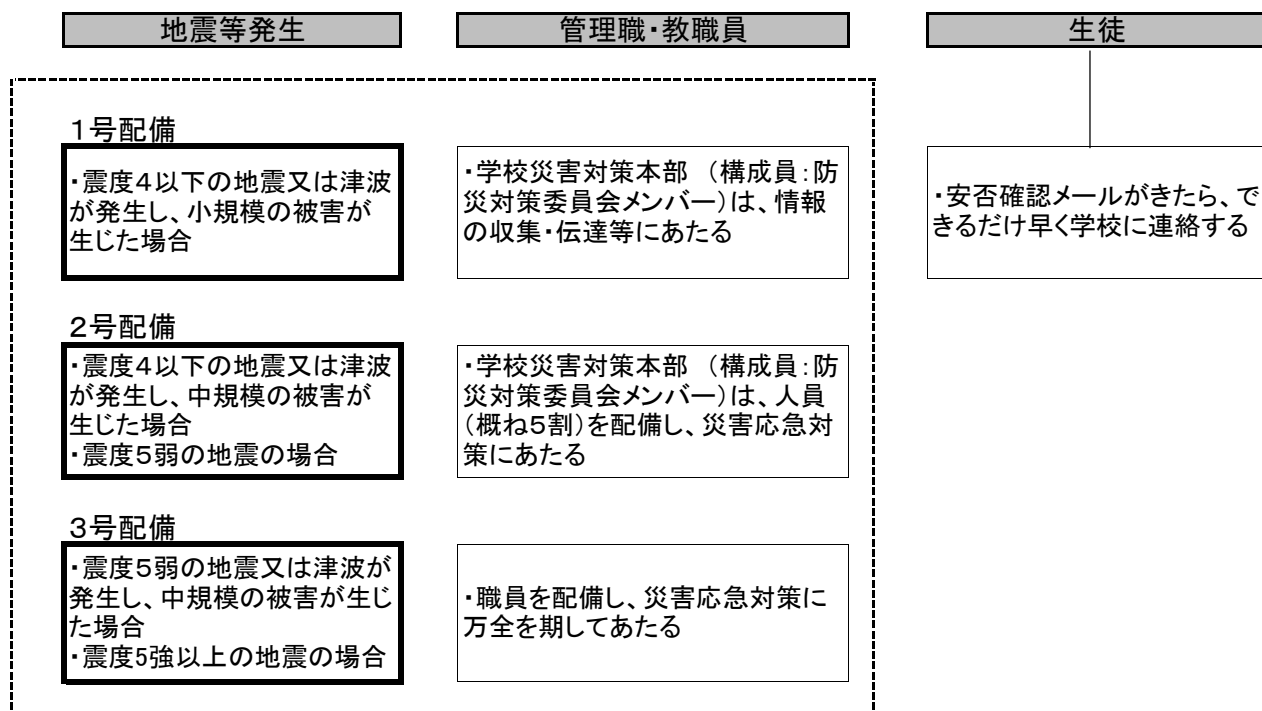 地震等発生
管理職・教職員
生徒
１号配備
・震度４以下の地震又は津波
が発生し、小規模の被害が
生じた場合
・学校災害対策本部　（構成員：防
災対策委員会メンバー）は、情報
の収集・伝達等にあたる
・安否確認メールがきたら、で
きるだけ早く学校に連絡する
２号配備
・震度４以下の地震又は津波
が発生し、中規模の被害が
生じた場合
・震度５弱の地震の場合
・学校災害対策本部　（構成員：防
災対策委員会メンバー）は、人員
（概ね５割）を配備し、災害応急対
策にあたる
３号配備
・震度５弱の地震又は津波が
発生し、中規模の被害が生じ
た場合
・震度5強以上の地震の場合
・職員を配備し、災害応急対策に
万全を期してあたる